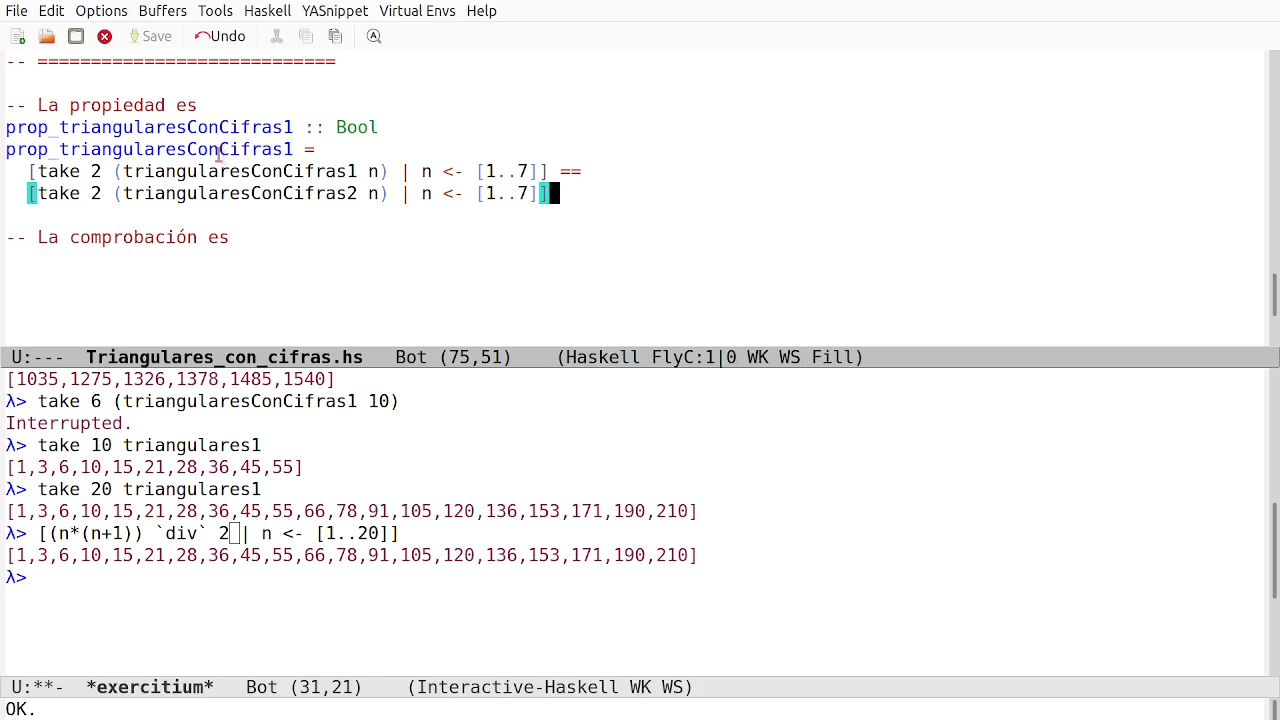 File Edit Options Buffers Tools Haskell YASnippet Virtual Envs Help
Save Undo
-- ============================
-- La propiedad es
prop_triangularesConCifras1 :: Bool
prop_triangularesConCifras1 =
  [take 2 (triangularesConCifras1 n) | n <- [1..7]] ==
  [take 2 (triangularesConCifras2 n) | n <- [1..7]]
-- La comprobación es
U:--- Triangulares_con_cifras.hs Bot (75,51) (Haskell FlyC:1|0 WK WS Fill)
[1035,1275,1326,1378,1485,1540]
λ> take 6 (triangularesConCifras1 10)
Interrupted.
λ> take 10 triangulares1
[1,3,6,10,15,21,28,36,45,55]
λ> take 20 triangulares1
[1,3,6,10,15,21,28,36,45,55,66,78,91,105,120,136,153,171,190,210]
λ> [(n*(n+1)) `div` 2 | n <- [1..20]]
[1,3,6,10,15,21,28,36,45,55,66,78,91,105,120,136,153,171,190,210]
λ>
U:**- *exercitium* Bot (31,21) (Interactive-Haskell WK WS)
OK.